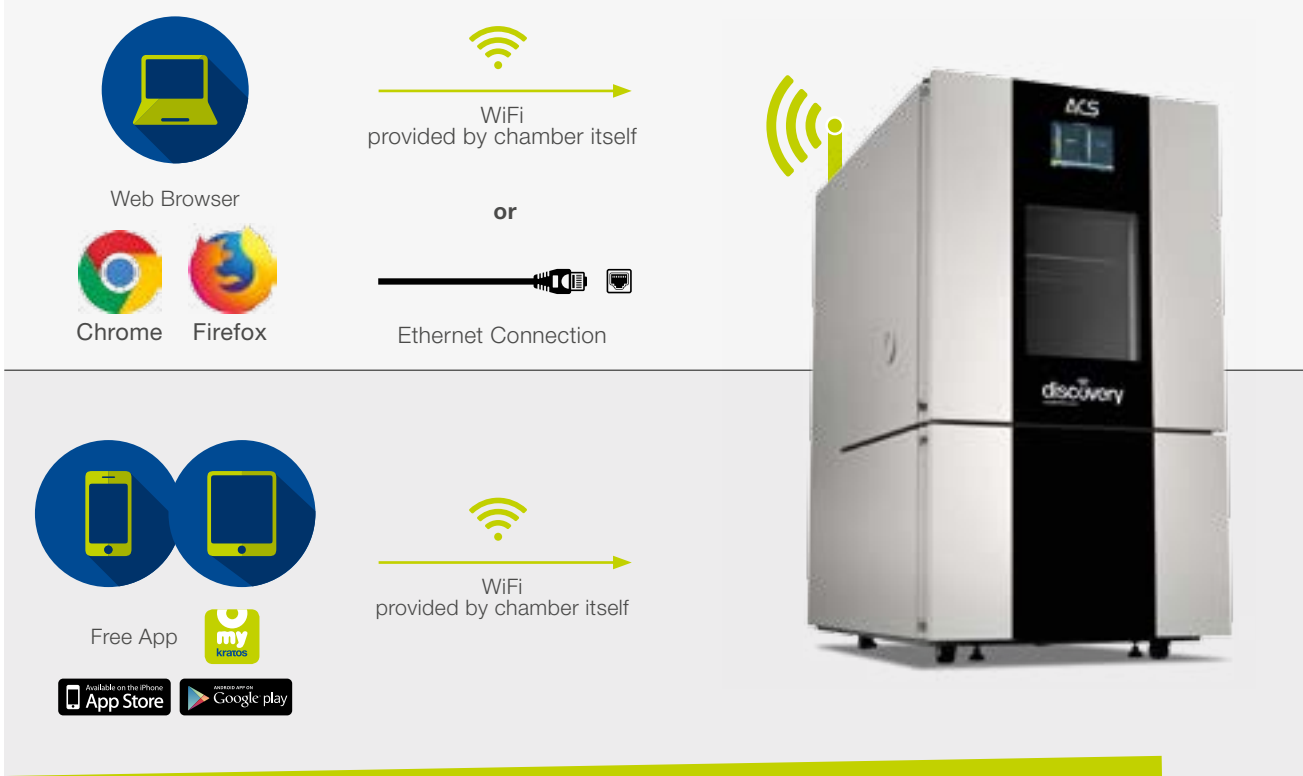 WiFi
provided by chamber itself
Web Browser
or
Chrome Firefox
Ethernet Connection
ACS
discovery
WiFi
provided by chamber itself
Free App
my
kratos
Available on the iPhone
App Store
ANDROID APP ON
Google play